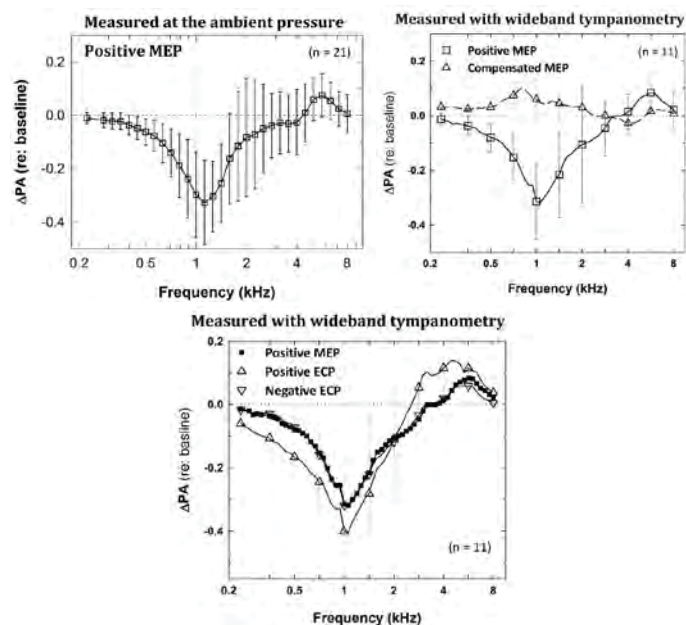 Measured at the ambient pressure
Positive MEP
(n = 21)
ΔPA (re: baseline)
0.0
-0.2
-0.4
0.2
0.5
1
2
4
8
Frequency (kHz)
Measured with wideband tympanometry
Positive MEP
(n = 11)
Compensated MEP
ΔPA (re: baseline)
0.2
0.0
-0.2
-0.4
0.2
0.5
1
2
4
8
Frequency (kHz)
Measured with wideband tympanometry
Positive MEP
Positive ECP
Negative ECP
ΔPA (re: basline)
0.2
0.0
-0.2
-0.4
(n = 11)
0.2
0.5
1
2
4
8
Frequency (kHz)